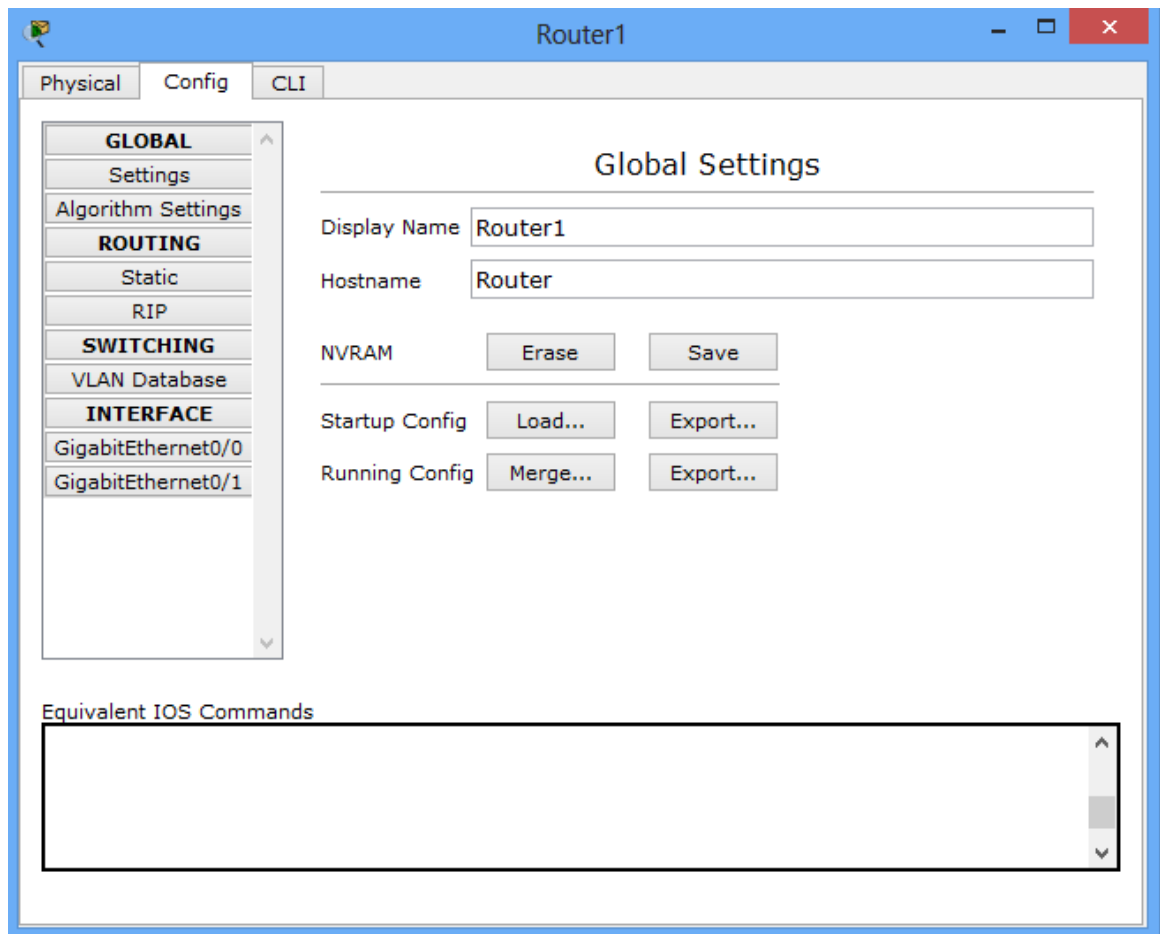 Router1
Physical Config CLI
GLOBAL
Settings
Algorithm Settings
ROUTING
Static
RIP
SWITCHING
VLAN Database
INTERFACE
GigabitEthernet0/0
GigabitEthernet0/1
Global Settings
Display Name Router1
Hostname Router
NVRAM Erase Save
Startup Config Load... Export...
Running Config Merge... Export...
Equivalent IOS Commands